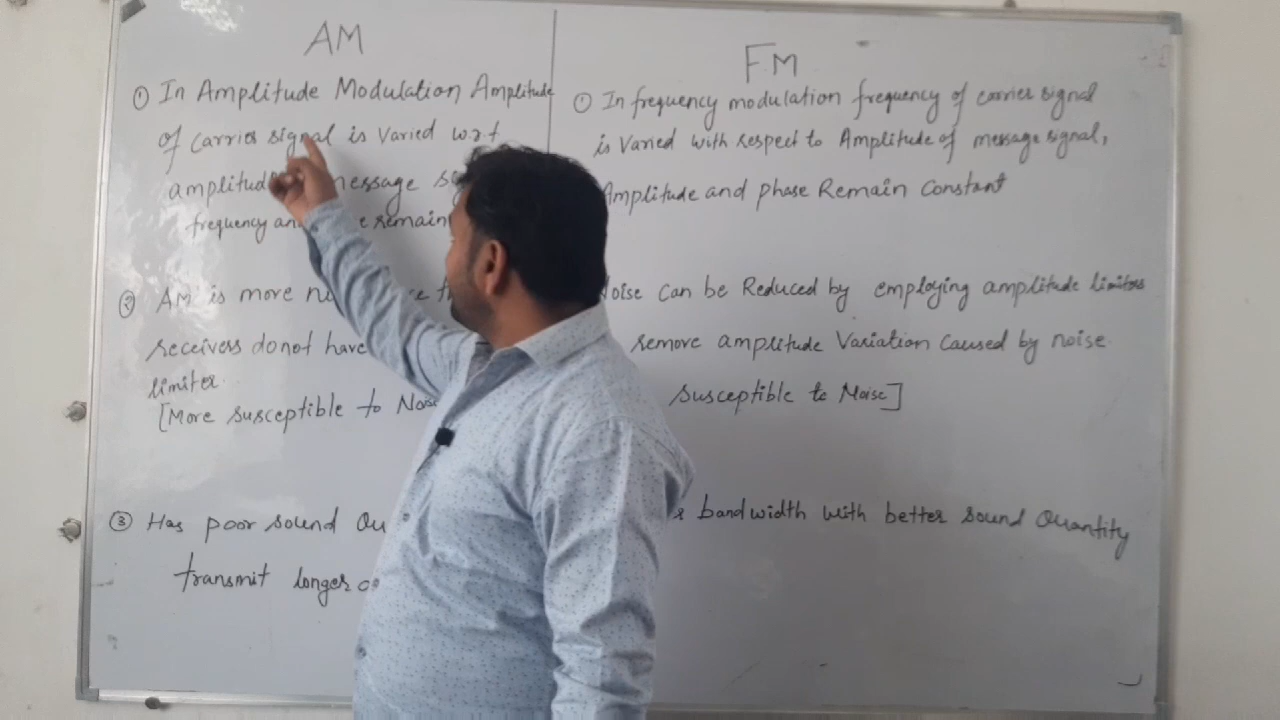 AM
① In Amplitude Modulation Amplitude
of carrier signal is varied w.r.t
amplitude message
frequency remain
② AM is more
receivers do not have
limiter.
[More susceptible to Noise
③ Has poor sound
transmit longer
FM
① In frequency modulation frequency of carrier signal
is Varied with respect to Amplitude of message signal,
Amplitude and phase Remain Constant
Noise can be Reduced by employing amplitude limiters
remove amplitude Variation caused by noise.
susceptible to Noise]
bandwidth with better sound Quantity